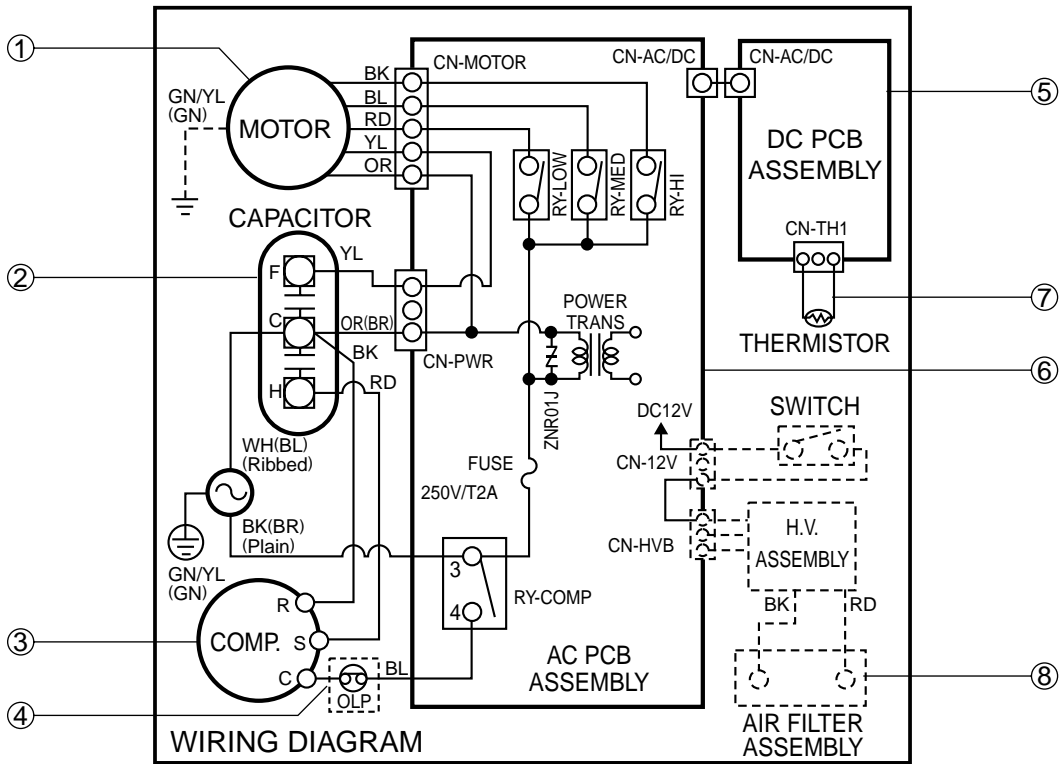 1
CN-MOTOR
CN-AC/DC
CN-AC/DC
BK
GN/YL
(GN)
BL
5
RD
MOTOR
YL
OR
DC PCB
ASSEMBLY
RY-LOW
RY-MED
RY-HI
CAPACITOR
CN-TH1
2
F
YL
7
POWER
TRANS
C
OR(BR)
THERMISTOR
BK
CN-PWR
6
H
RD
ZNR01J
DC12V
SWITCH
WH(BL)
(Ribbed)
FUSE
CN-12V
250V/T2A
BK(BR)
(Plain)
CN-HVB
H.V.
ASSEMBLY
GN/YL
(GN)
3
RY-COMP
BK
RD
R
4
3
COMP.
S
AC PCB
ASSEMBLY
C
BL
8
OLP
4
AIR FILTER
ASSEMBLY
WIRING DIAGRAM